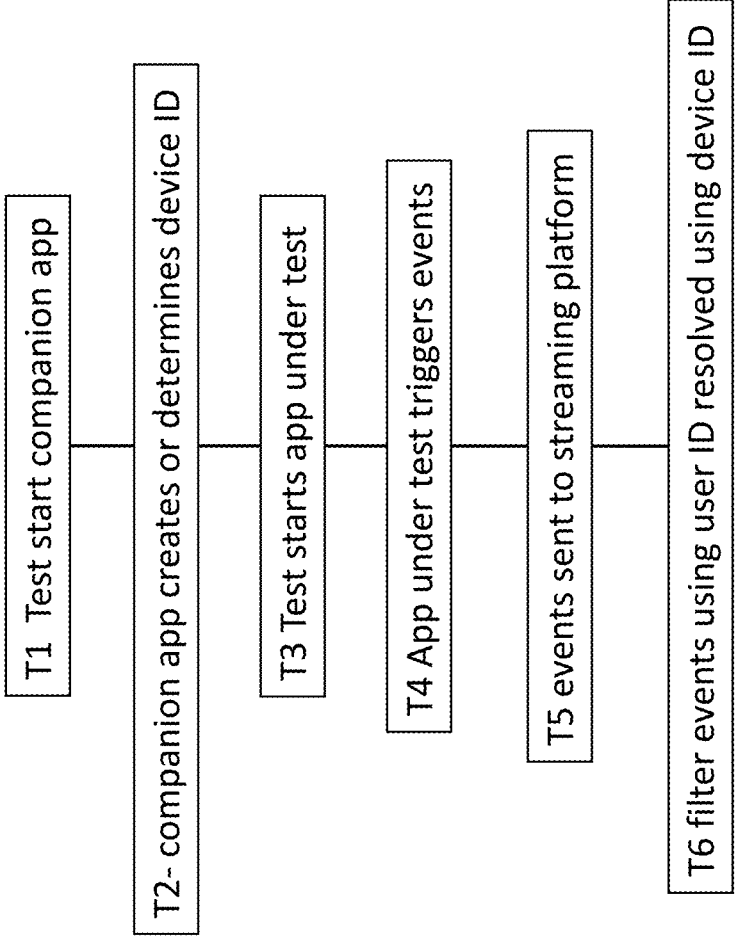 T1 Test start companion app
T2- companion app creates or determines device ID
T3 Test starts app under test
T4 App under test triggers events
T5 events sent to streaming platform
T6 filter events using user ID resolved using device ID